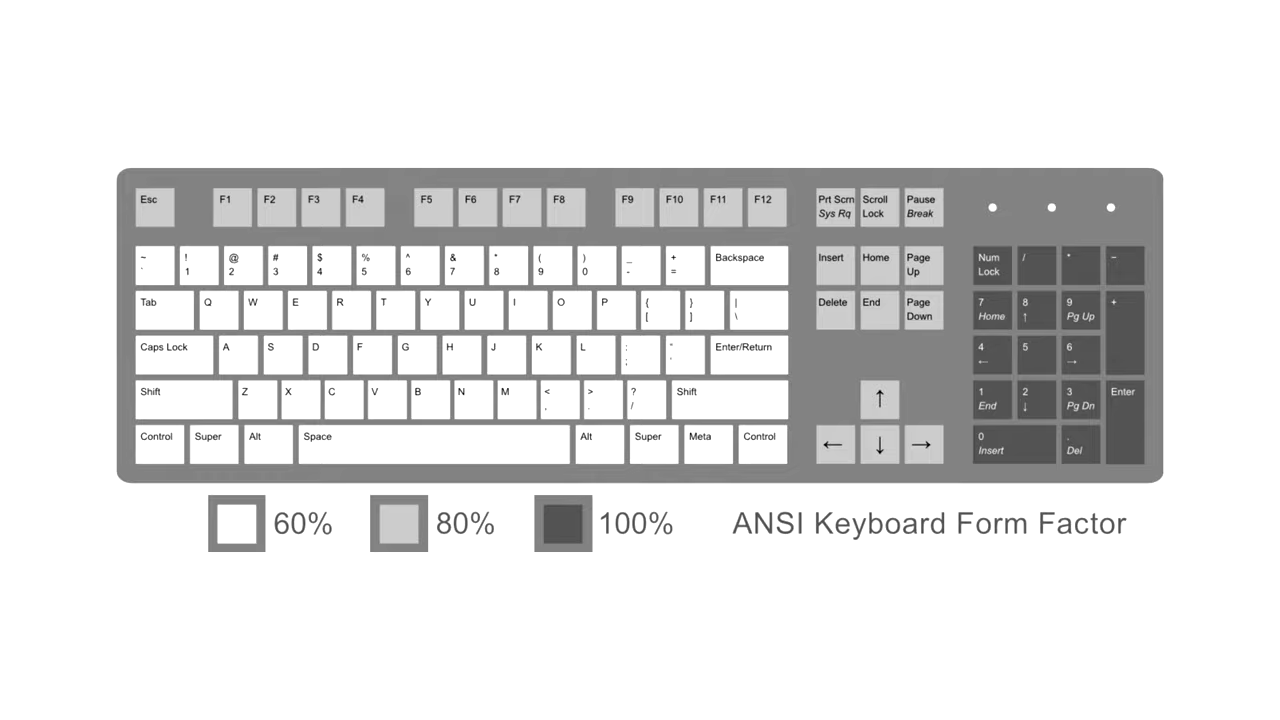 Esc F1 F2 F3 F4 F5 F6 F7 F8 F9 F10 F11 F12 Prt Scrn Scroll Pause
Sys Rq Lock Break
~ ! @ # $ % ^ & * ( ) _ + Backspace Insert Home Page Num / * −
` 1 2 3 4 5 6 7 8 9 0 - = Up Lock
Tab Q W E R T Y U I O P { } | Delete End Page 7 8 9 +
[ ] \ Down Home ↑ Pg Up
Caps Lock A S D F G H J K L : " Enter/Return 4 5 6
; ' ← →
Shift Z X C V B N M < > ? Shift ↑ 1 2 3 Enter
, . / End ↓ Pg Dn
Control Super Alt Space Alt Super Meta Control ← ↓ → 0 .
Insert Del
60% 80% 100% ANSI Keyboard Form Factor